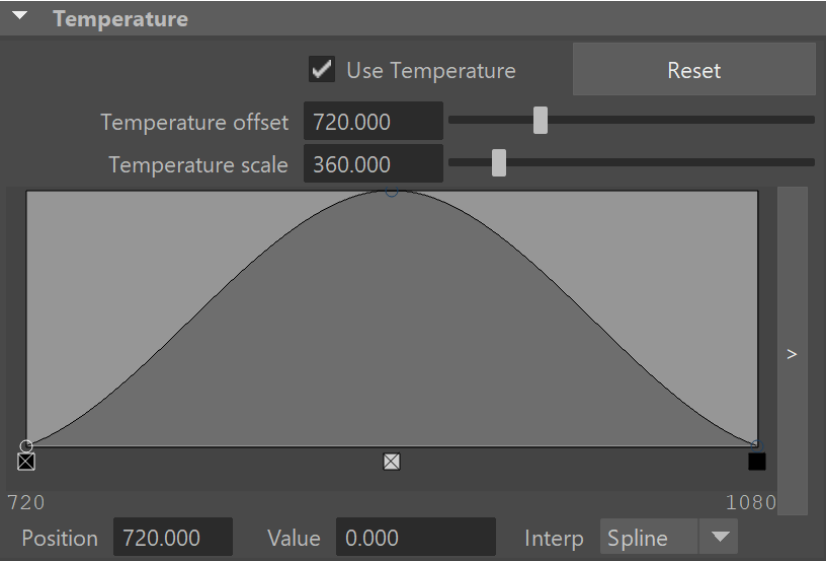 Temperature
Use Temperature Reset
Temperature offset 720.000
Temperature scale 360.000
>
720 1080
Position 720.000 Value 0.000 Interp Spline